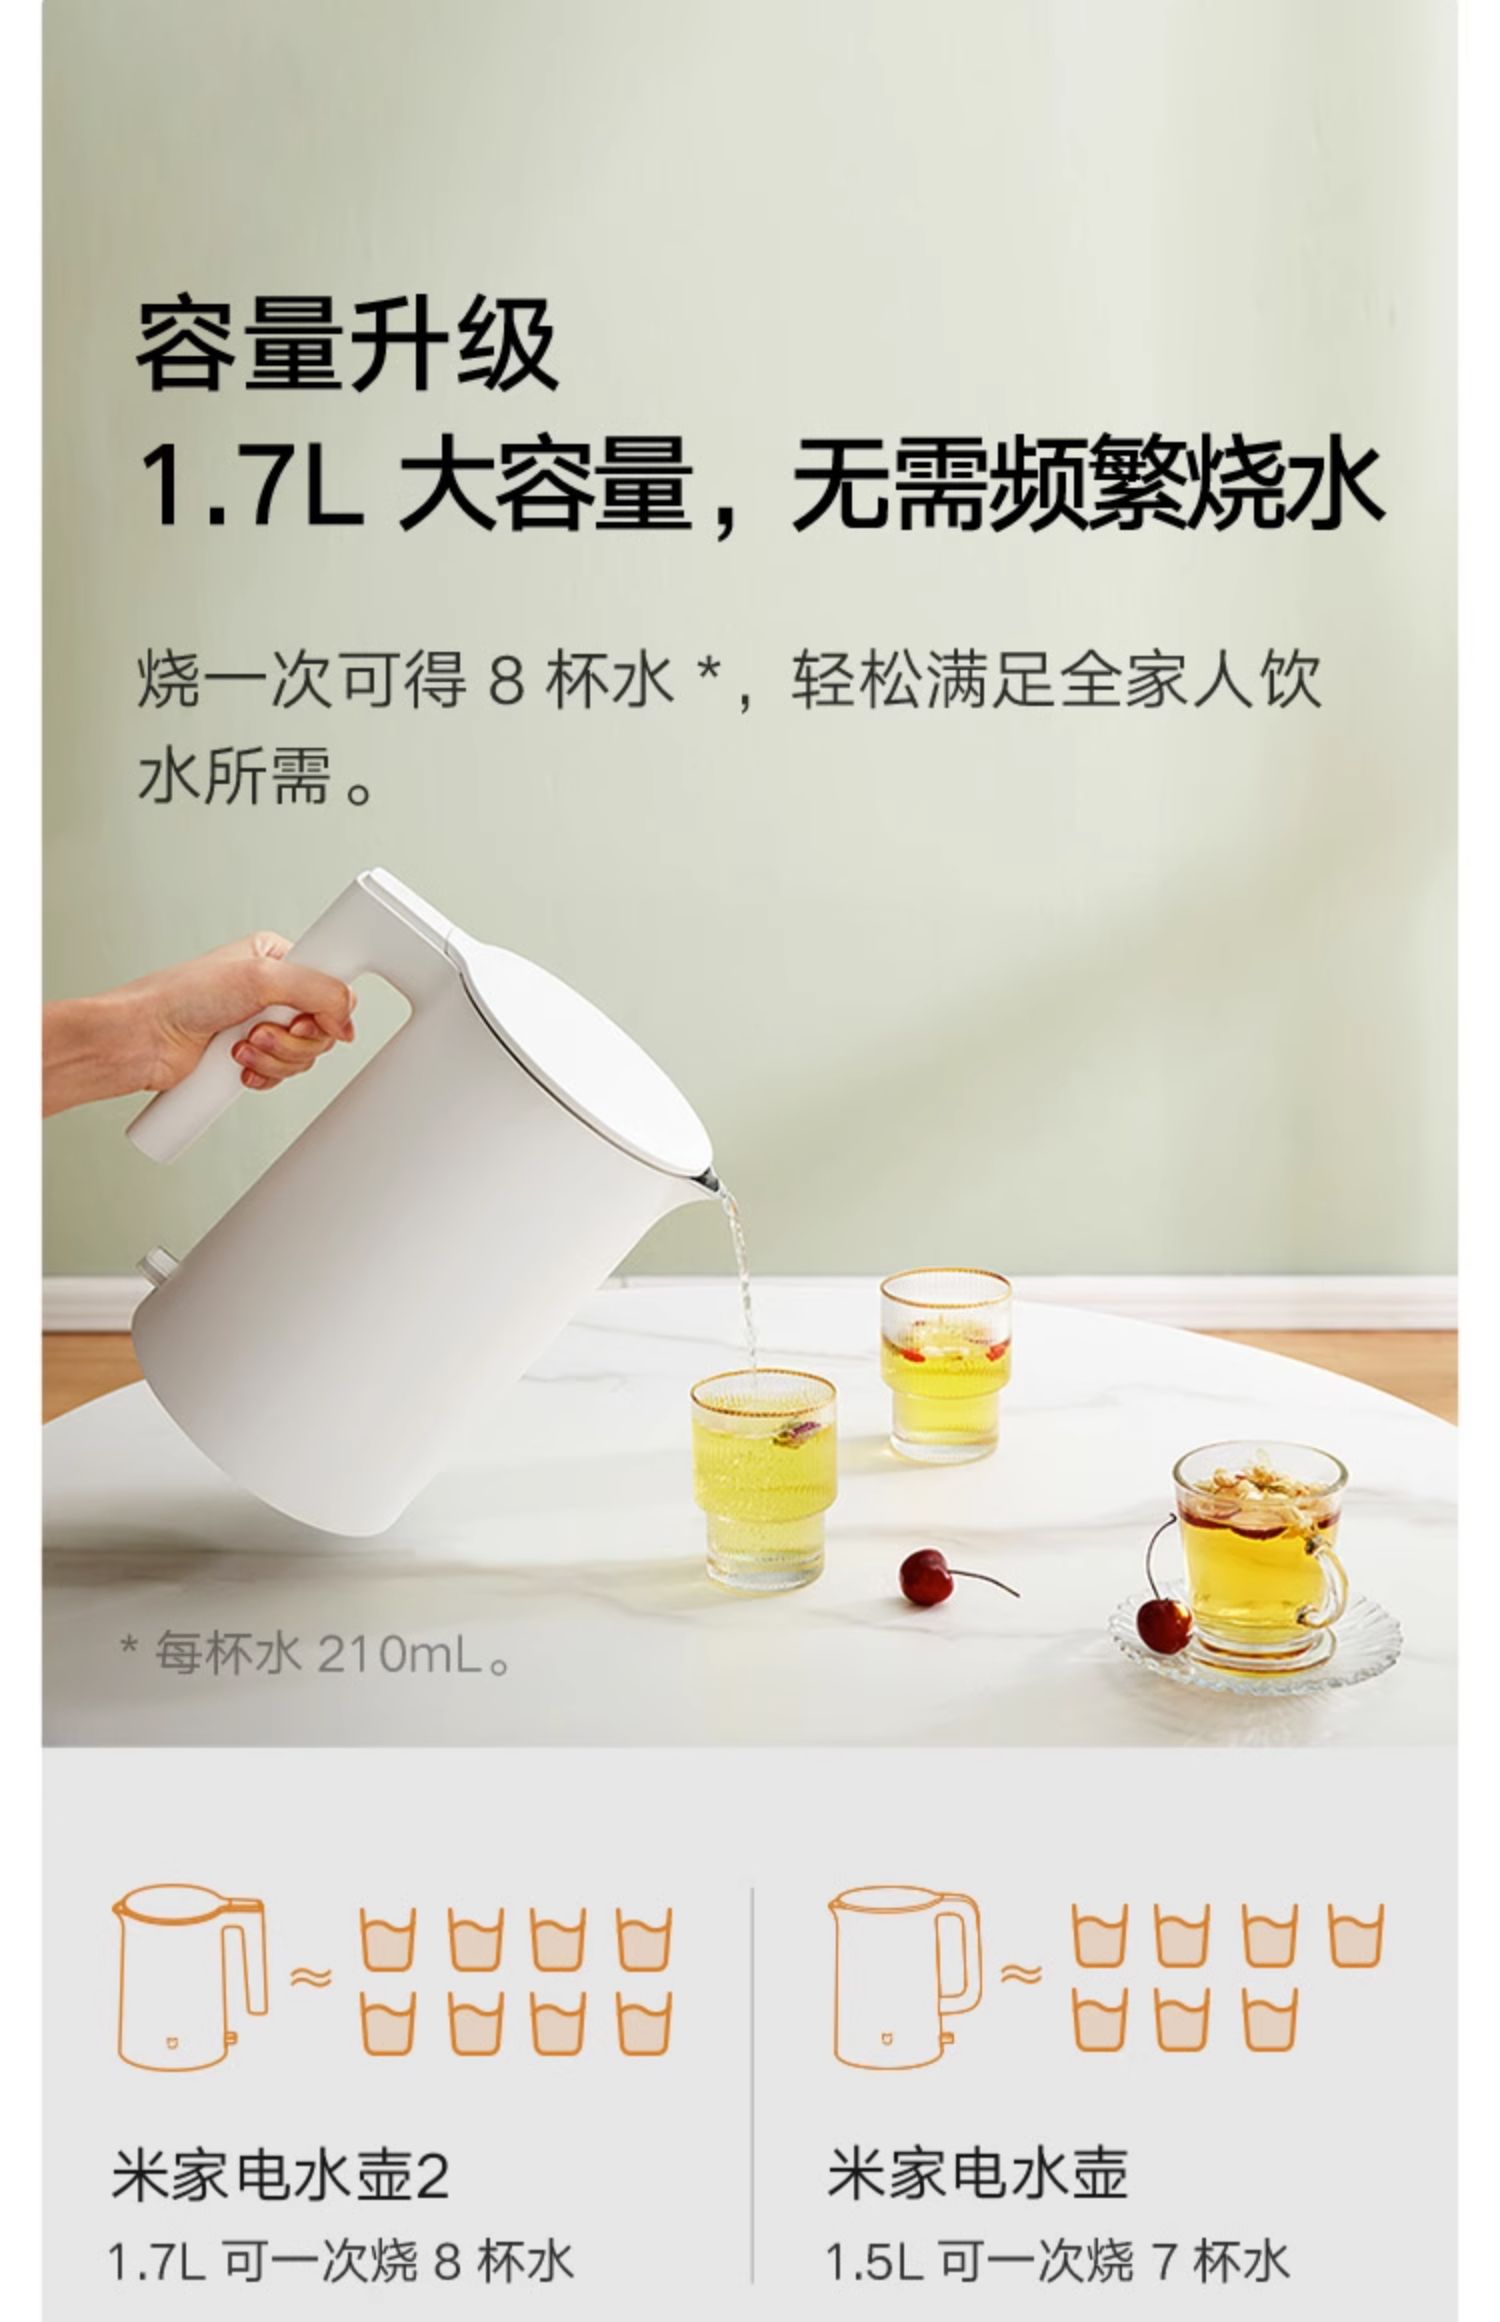 容量升级
1.7L 大容量，无需频繁烧水
烧一次可得 8 杯水 *，轻松满足全家人饮
水所需。
* 每杯水 210mL。
米家电水壶2
1.7L 可一次烧 8 杯水
米家电水壶
1.5L 可一次烧 7 杯水